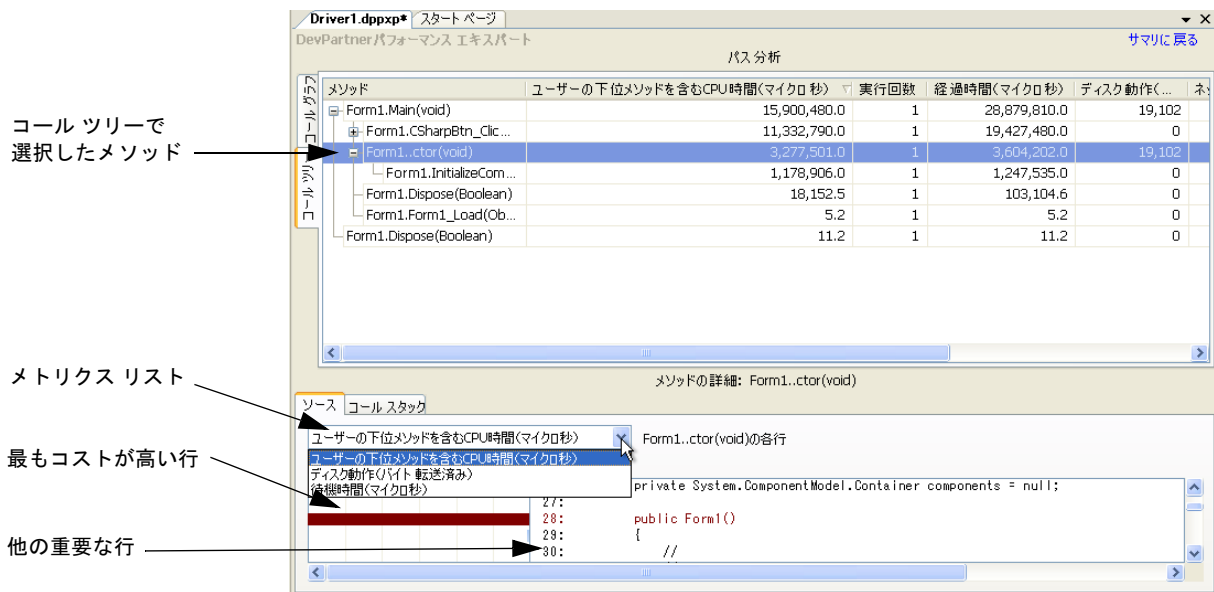 Driver1.dppxp* スタート ページ
DevPartnerパフォーマンス エキスパート
サマリに戻る
パス分析
コール グラフ
コール ツリー
メソッド ユーザーの下位メソッドを含むCPU時間(マイクロ秒) 実行回数 経過時間(マイクロ秒) ディスク動作(...
Form1.Main(void) 15,900,480.0 1 28,879,810.0 19,102
Form1.CSharpBtn_Clic... 11,332,790.0 1 19,427,480.0 0
Form1..ctor(void) 3,277,501.0 1 3,604,202.0 19,102
Form1.InitializeCom... 1,178,906.0 1 1,247,535.0 0
Form1.Dispose(Boolean) 18,152.5 1 103,104.6 0
Form1.Form1_Load(Ob... 5.2 1 5.2 0
Form1.Dispose(Boolean) 11.2 1 11.2 0
コール ツリーで
選択したメソッド
メソッドの詳細: Form1..ctor(void)
メトリクス リスト
ソース コール スタック
ユーザーの下位メソッドを含むCPU時間(マイクロ秒) Form1..ctor(void)の各行
ユーザーの下位メソッドを含むCPU時間(マイクロ秒)
ディスク動作(バイト 転送済み)
待機時間(マイクロ秒)
最もコストが高い行
private System.ComponentModel.Container components = null;
27:
28: public Form1()
29: {
30: //
他の重要な行